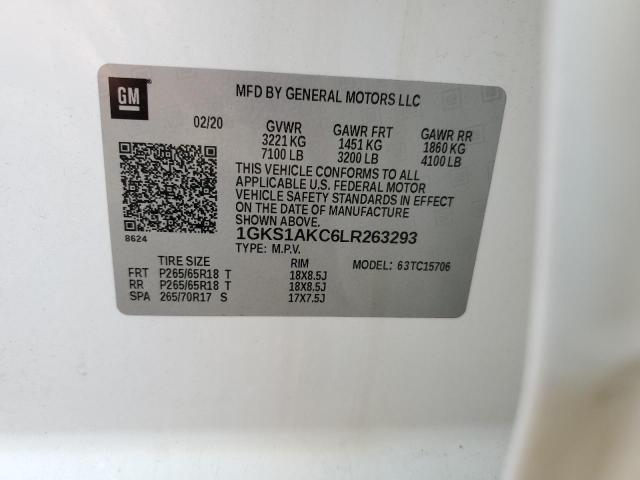 GM
MFD BY GENERAL MOTORS LLC
02/20 GVWR GAWR FRT GAWR RR
3221 KG 1451 KG 1860 KG
7100 LB 3200 LB 4100 LB
THIS VEHICLE CONFORMS TO ALL
APPLICABLE U.S. FEDERAL MOTOR
VEHICLE SAFETY STANDARDS IN EFFECT
ON THE DATE OF MANUFACTURE
1GKS1AKC6LR263293
8624
TYPE: M.P.V.
TIRE SIZE RIM MODEL: 63TC15706
FRT P265/65R18 T 18X8.5J
RR P265/65R18 T 18X8.5J
SPA 265/70R17 S 17X7.5J